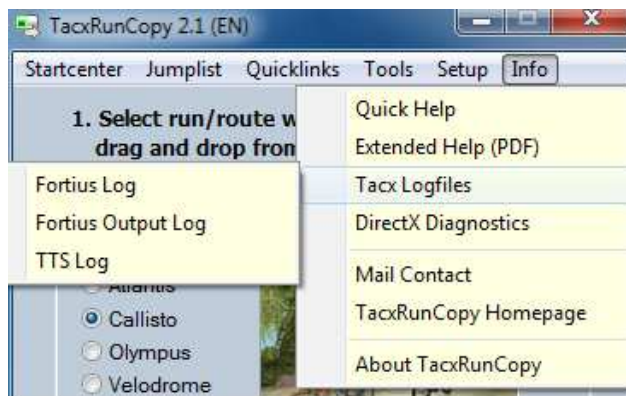 TacxRunCopy 2.1 (EN)
Startcenter Jumplist Quicklinks Tools Setup Info
1. Select run/route
drag and drop from
Quick Help
Extended Help (PDF)
Tacx Logfiles
DirectX Diagnostics
Mail Contact
TacxRunCopy Homepage
About TacxRunCopy
Fortius Log
Fortius Output Log
TTS Log
Atlantis
Callisto
Olympus
Velodrome